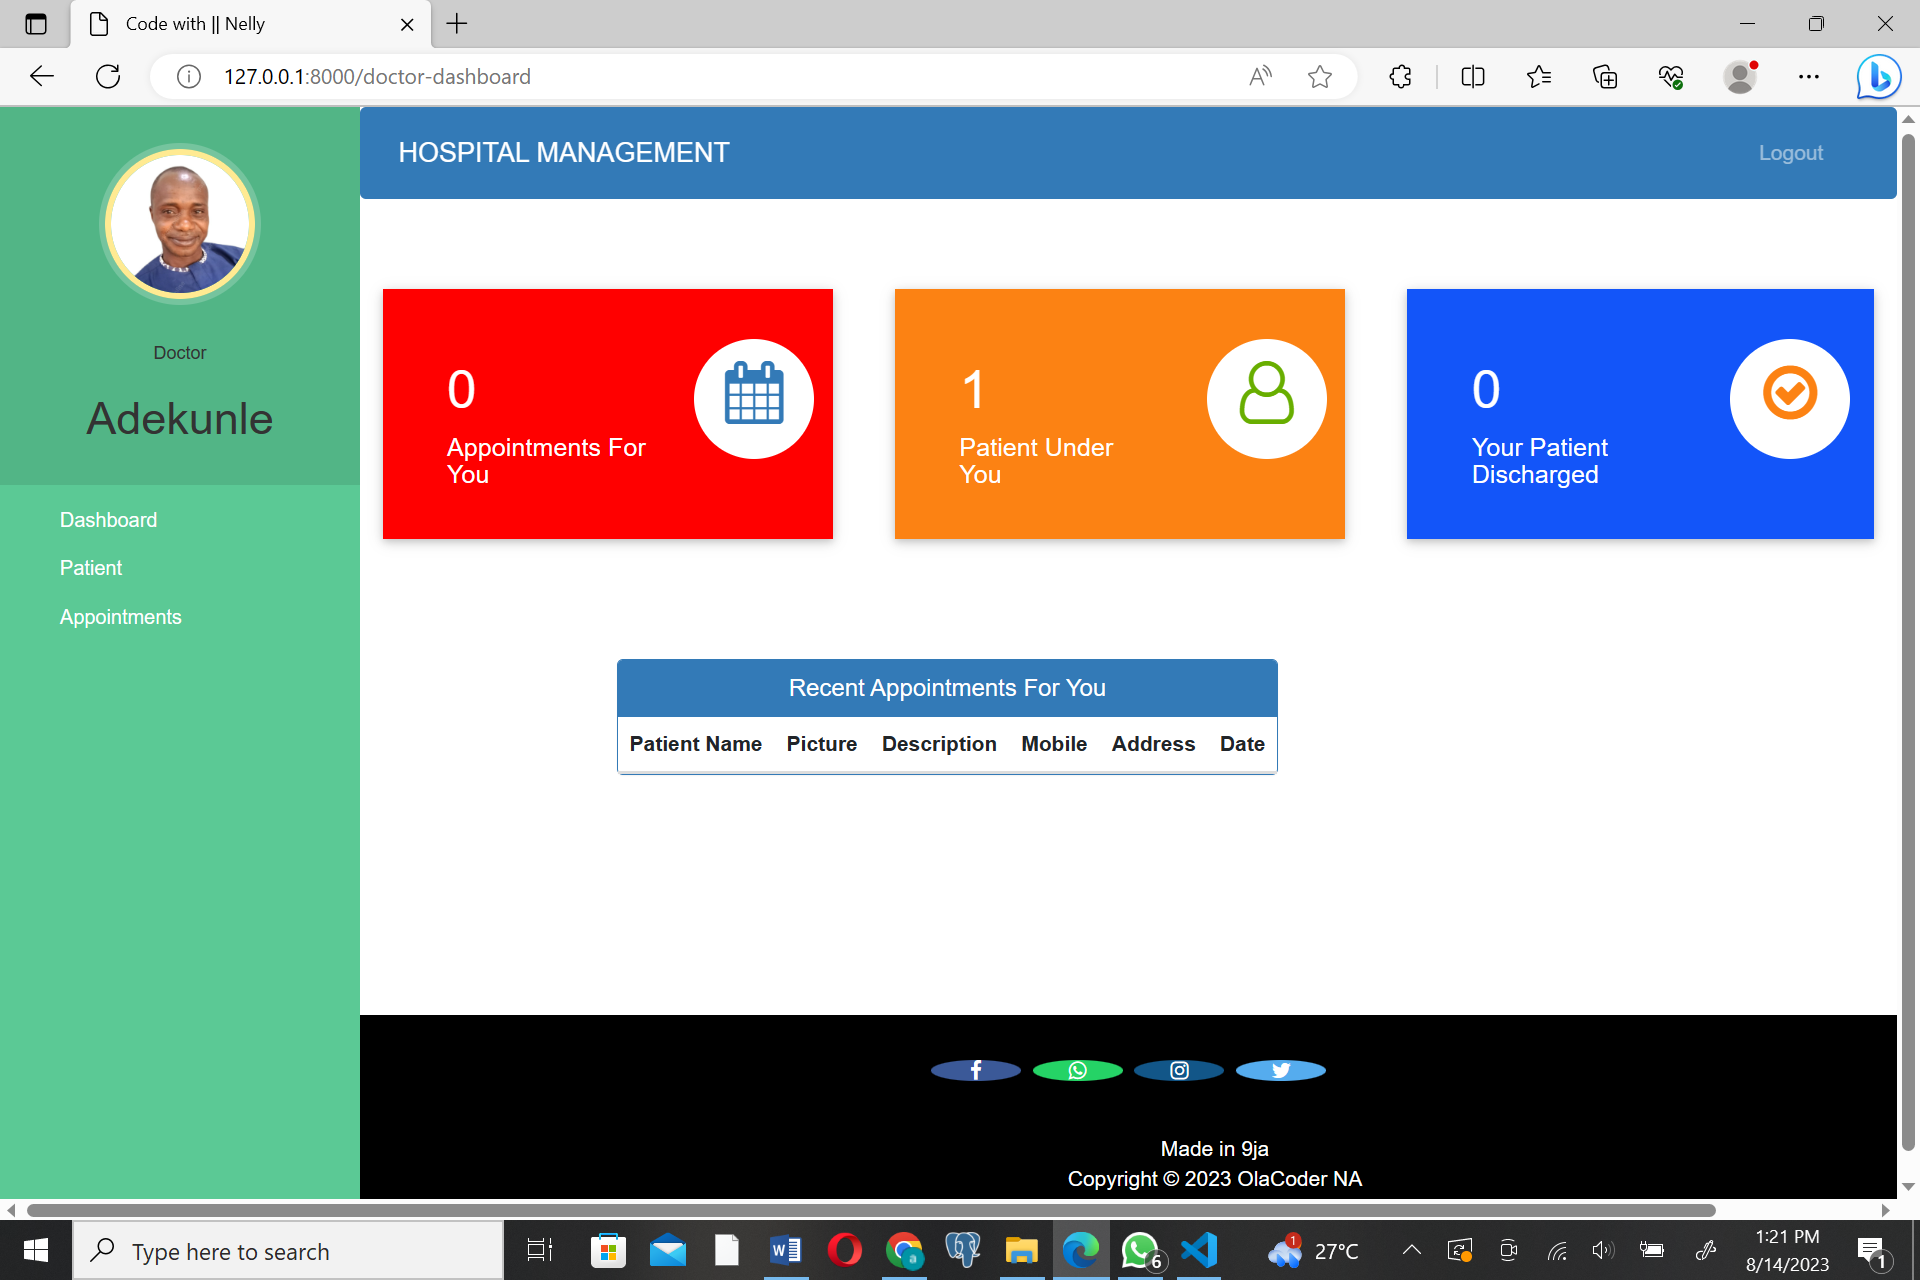 Code with || Nelly
127.0.0.1:8000/doctor-dashboard
HOSPITAL MANAGEMENT
Logout
Doctor
Adekunle
Dashboard
Patient
Appointments
0
Appointments For
You
1
Patient Under
You
0
Your Patient
Discharged
Recent Appointments For You
Patient Name Picture Description Mobile Address Date
Made in 9ja
Copyright © 2023 OlaCoder NA
Type here to search
6
1
27°C
1:21 PM
8/14/2023
1